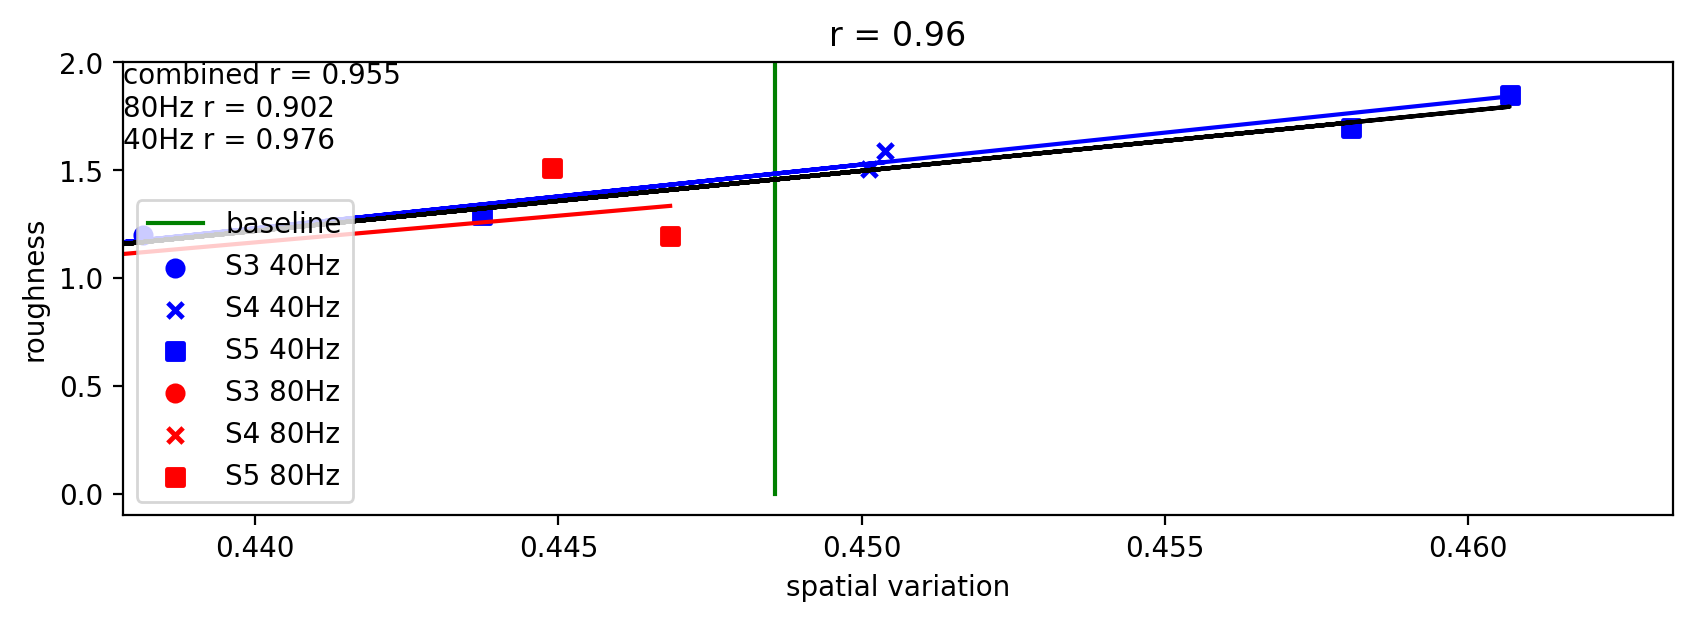 r = 0.96
combined r = 0.955
80Hz r = 0.902
40Hz r = 0.976
2.0
1.5
1.0
0.5
0.0
roughness
baseline
S3 40Hz
S4 40Hz
S5 40Hz
S3 80Hz
S4 80Hz
S5 80Hz
0.440 0.445 0.450 0.455 0.460
spatial variation